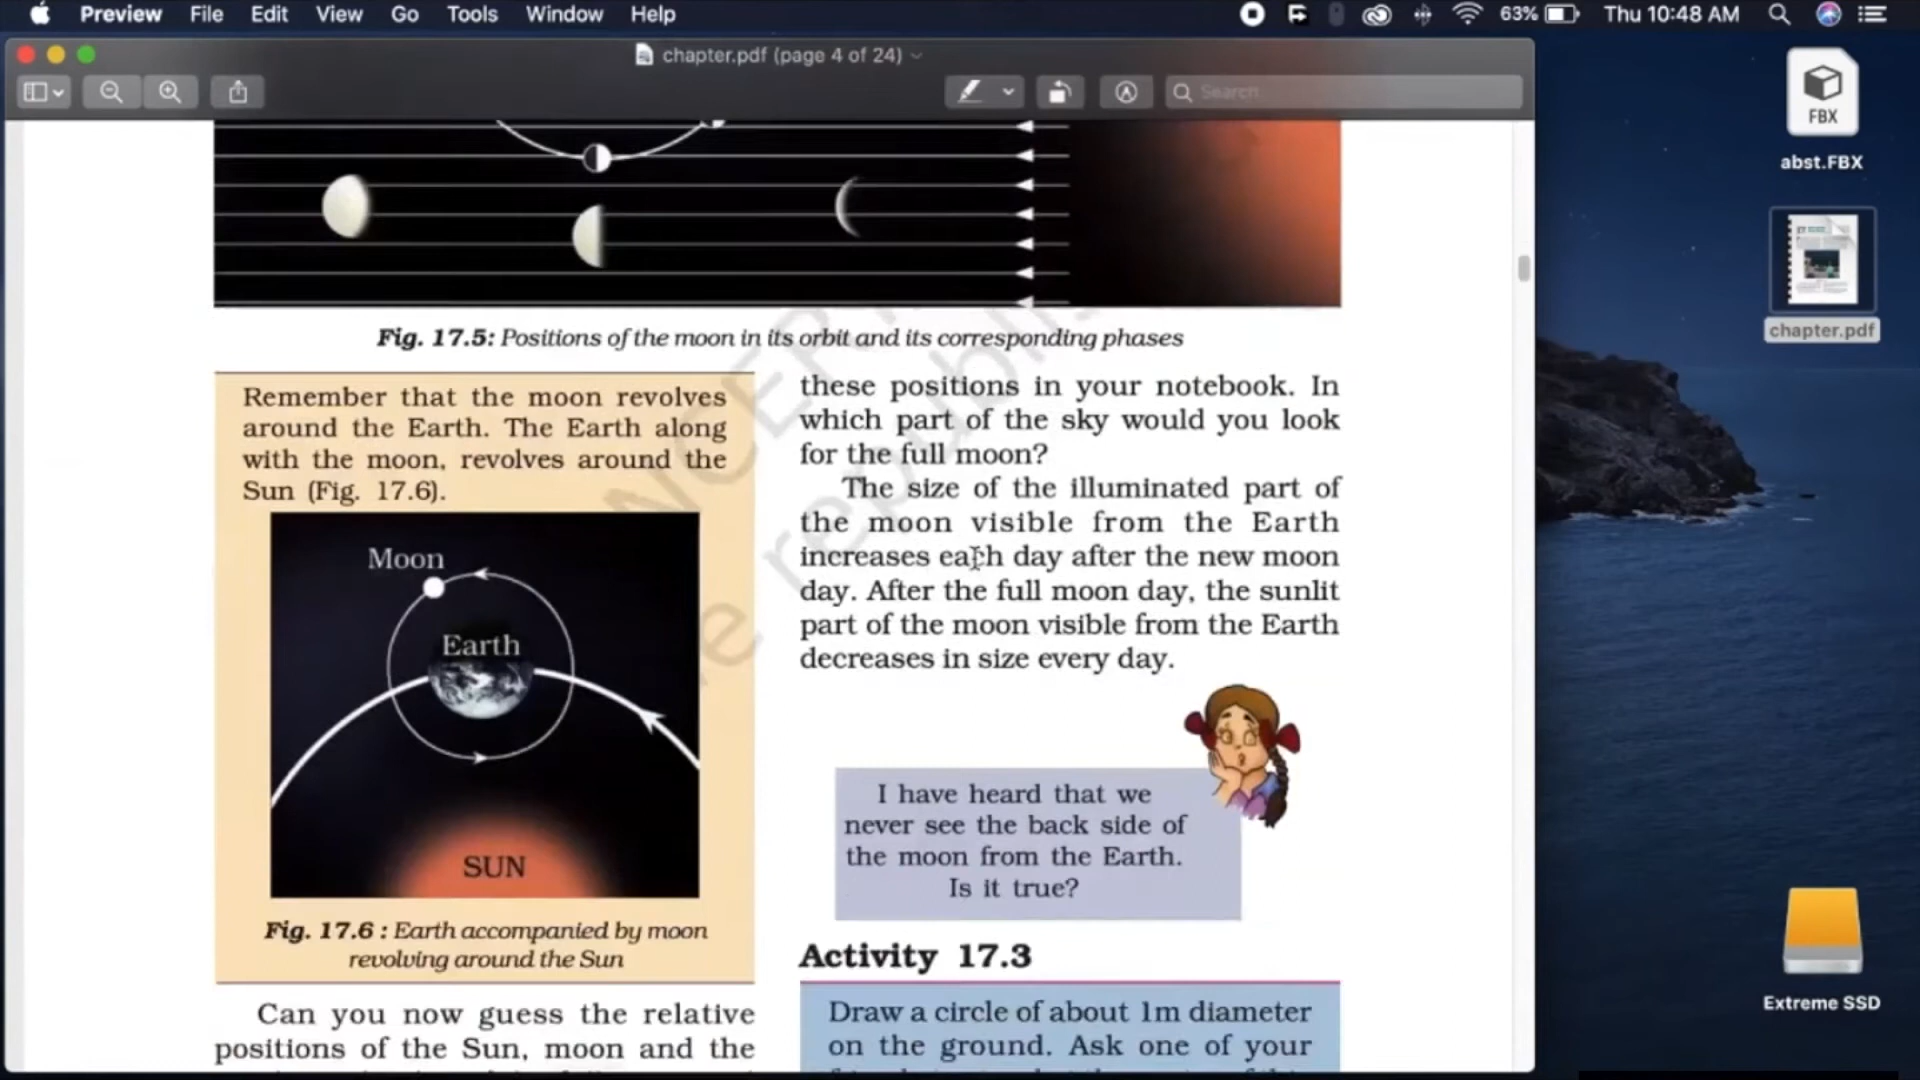 Preview File Edit View Go Tools Window Help
63% Thu 10:48 AM
chapter.pdf (page 4 of 24)
Search
Fig. 17.5: Positions of the moon in its orbit and its corresponding phases
Remember that the moon revolves
around the Earth. The Earth along
with the moon, revolves around the
Sun (Fig. 17.6).
Moon
Earth
SUN
Fig. 17.6 : Earth accompanied by moon
revolving around the Sun
Can you now guess the relative
positions of the Sun, moon and the
these positions in your notebook. In
which part of the sky would you look
for the full moon?
The size of the illuminated part of
the moon visible from the Earth
increases each day after the new moon
day. After the full moon day, the sunlit
part of the moon visible from the Earth
decreases in size every day.
I have heard that we
never see the back side of
the moon from the Earth.
Is it true?
Activity 17.3
Draw a circle of about 1m diameter
on the ground. Ask one of your
FBX
abst.FBX
chapter.pdf
Extreme SSD